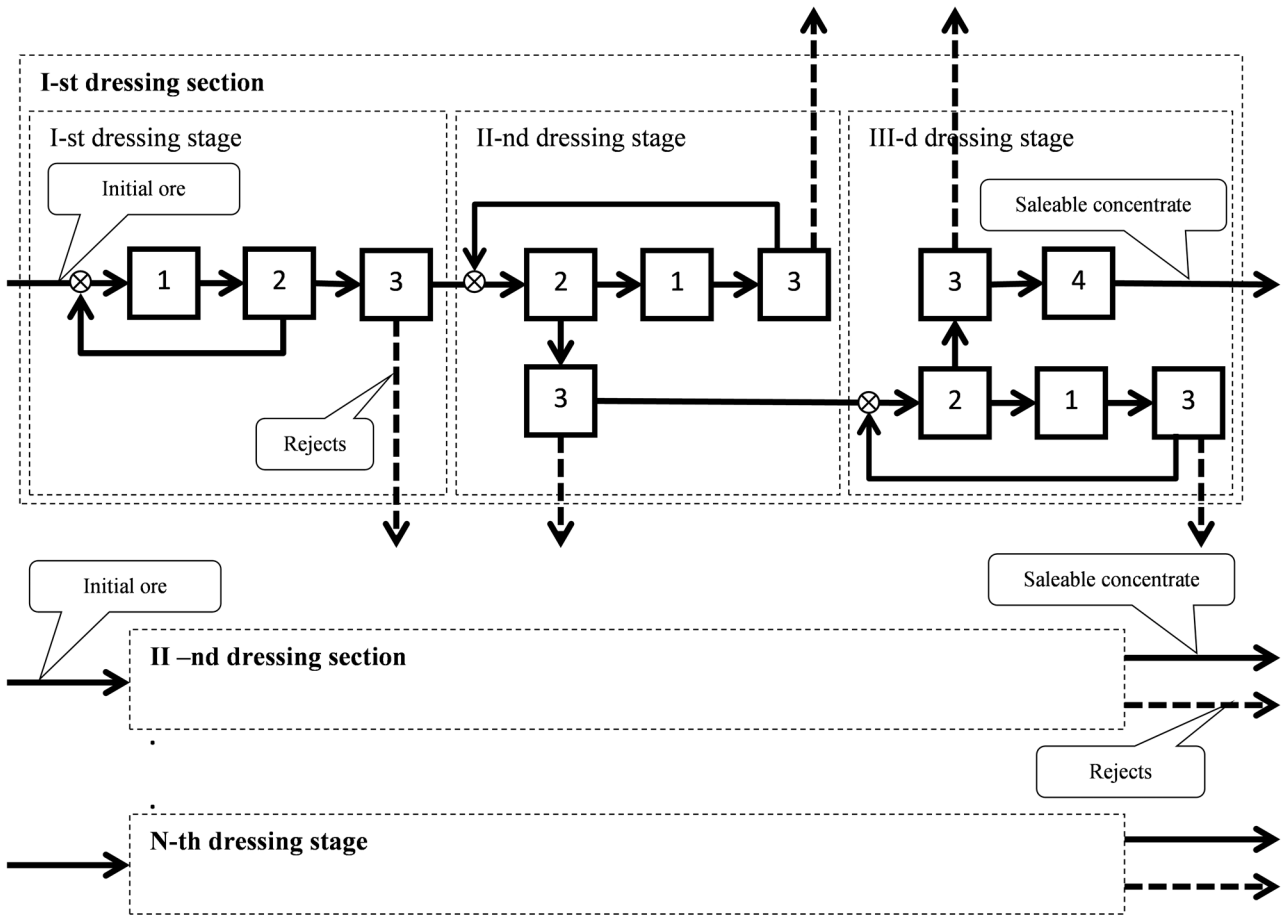 I-st dressing section
I-st dressing stage
II-nd dressing stage
III-d dressing stage
Initial ore
Saleable concentrate
1
2
3
2
1
3
3
4
3
2
1
3
Rejects
Initial ore
Saleable concentrate
II –nd dressing section
.
Rejects
.
N-th dressing stage